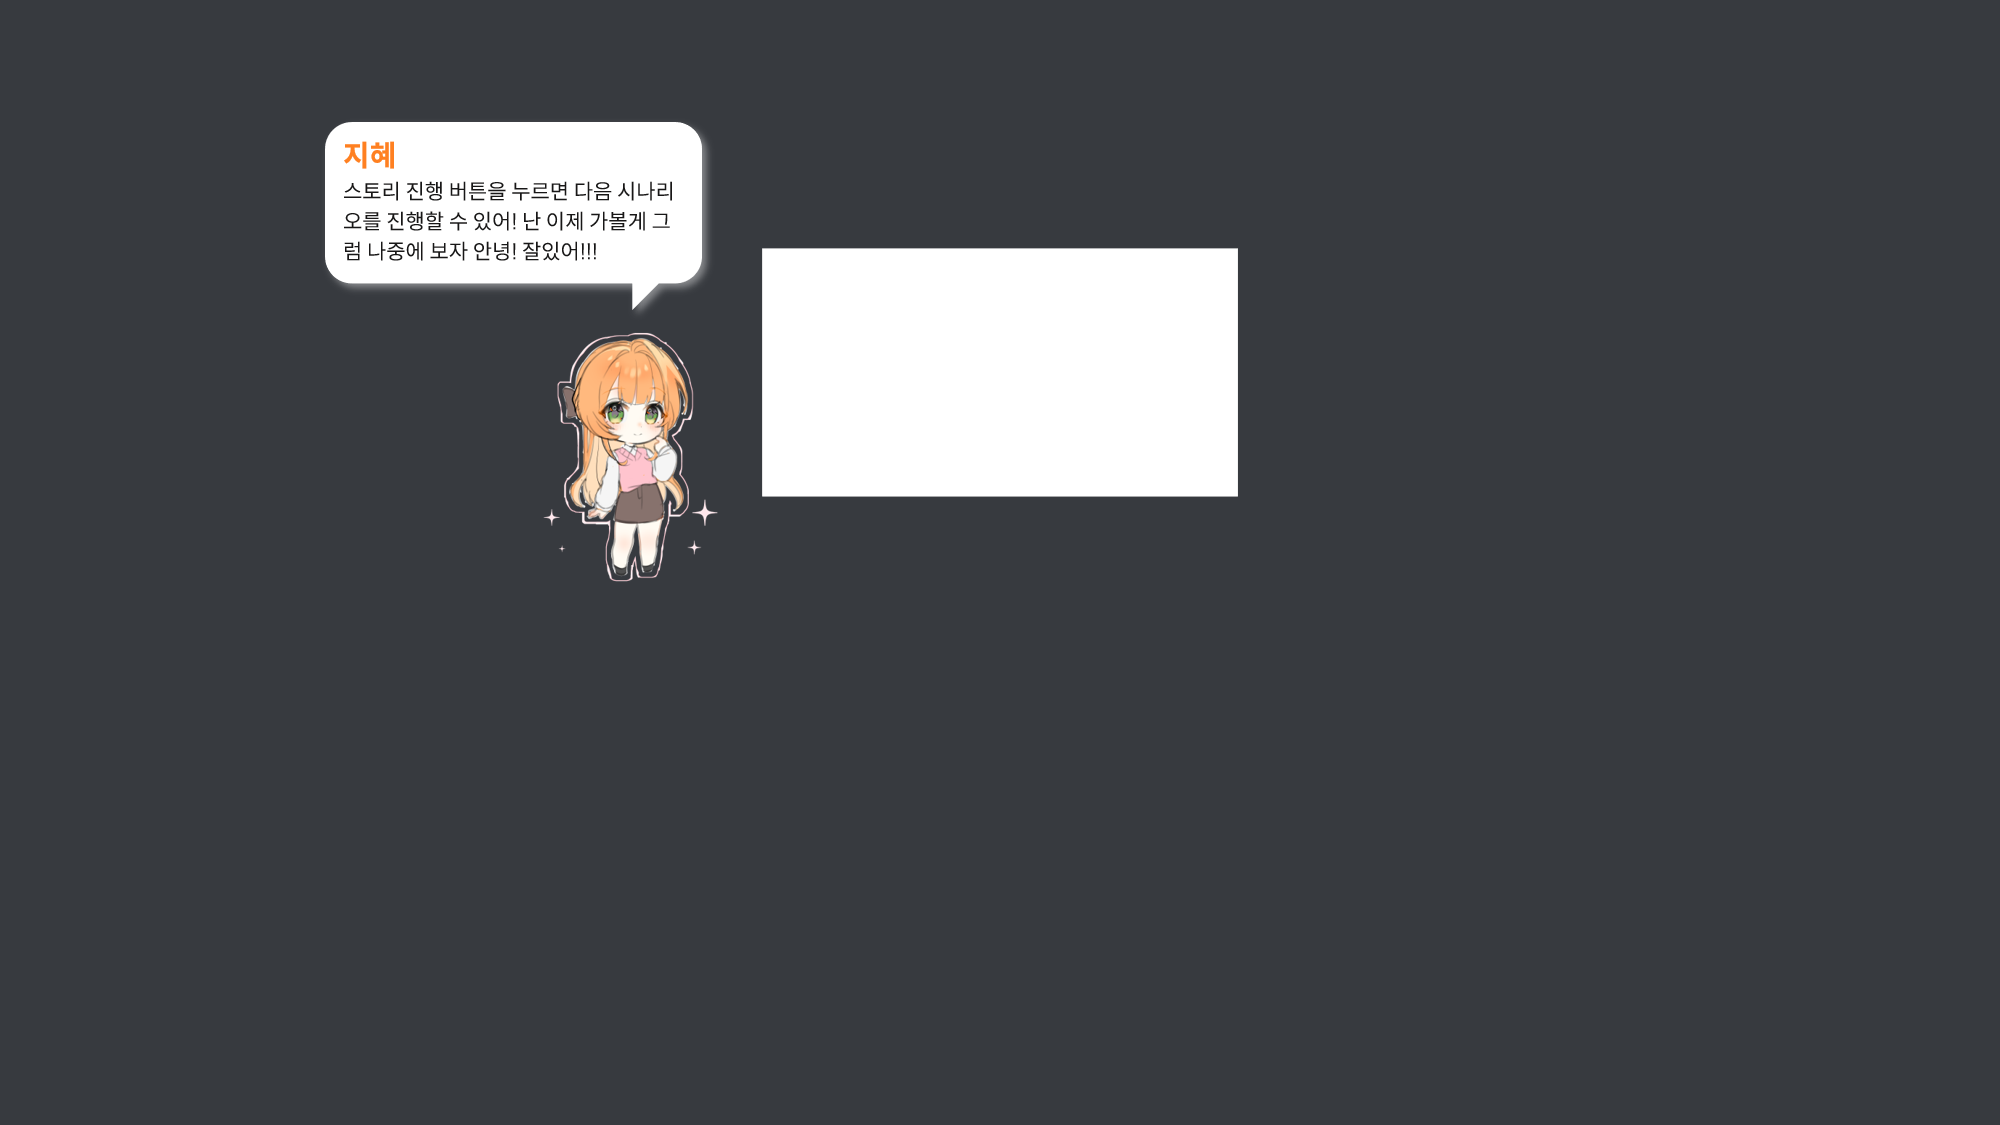 지혜
스토리 진행 버튼을 누르면 다음 시나리
오를 진행할 수 있어! 난 이제 가볼게 그
럼 나중에 보자 안녕! 잘있어!!!